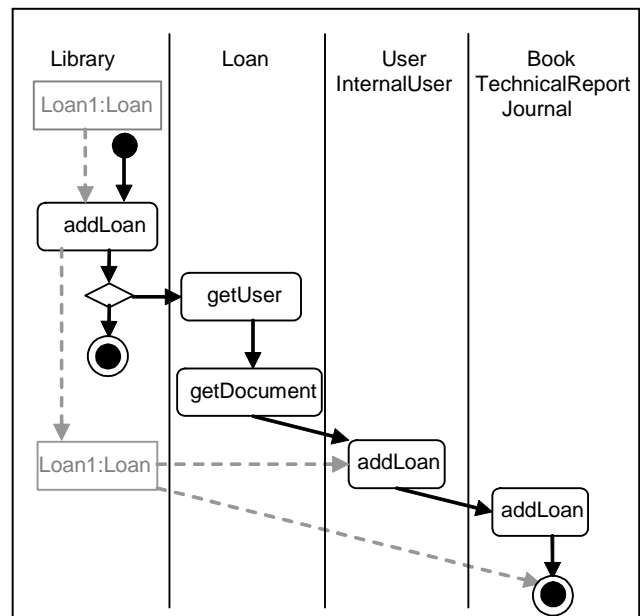 Library
Loan
User
InternalUser
Book
TechnicalReport
Journal
Loan1:Loan
addLoan
getUser
getDocument
Loan1:Loan
addLoan
addLoan